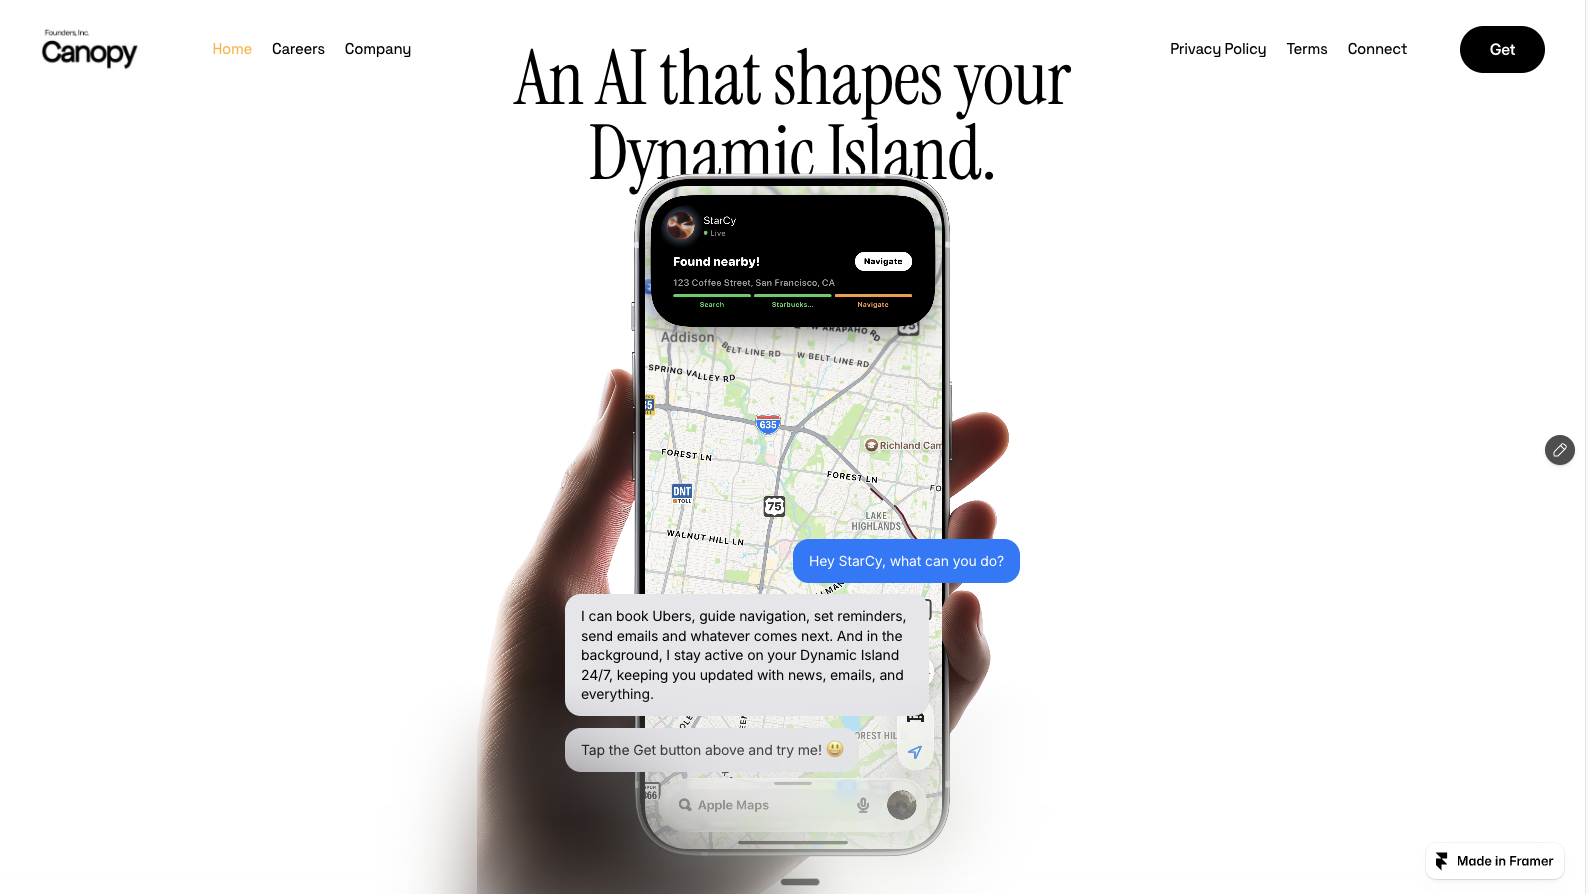 Founders, Inc.
Canopy
Home
Careers
Company
Privacy Policy
Terms
Connect
Get
An AI that shapes your
Dynamic Island.
StarCy
Live
Found nearby!
Navigate
123 Coffee Street, San Francisco, CA
Search
Starbucks...
Navigate
W ARAPAHO RD
75
Addison
BELT LINE RD
W BELT LINE RD
SPRING VALLEY RD
635
Richland Cam
FOREST LN
FOREST LN
FO
DNT
TOLL
75
LAKE
HIGHLANDS
WALNUT HILL LN
Hey StarCy, what can you do?
I can book Ubers, guide navigation, set reminders,
send emails and whatever comes next. And in the
background, I stay active on your Dynamic Island
24/7, keeping you updated with news, emails, and
everything.
OREST HIL
Tap the Get button above and try me! 😃
Apple Maps
Made in Framer